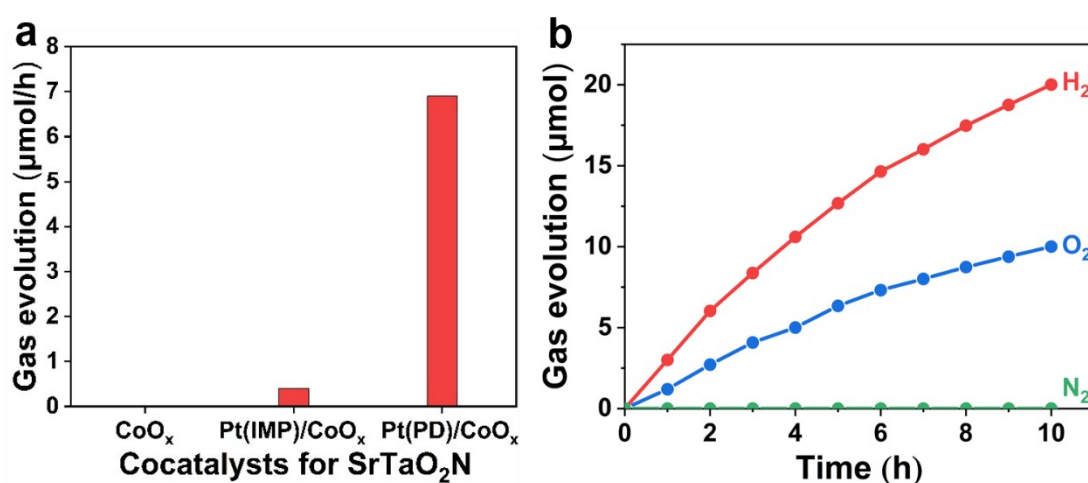 a
Gas evolution (μmol/h)
8
7
6
5
4
3
2
1
0
CoOₓ Pt(IMP)/CoOₓ Pt(PD)/CoOₓ
Cocatalysts for SrTaO₂N
b
Gas evolution (μmol)
20
15
10
5
0
H₂
O₂
N₂
0 2 4 6 8 10
Time (h)